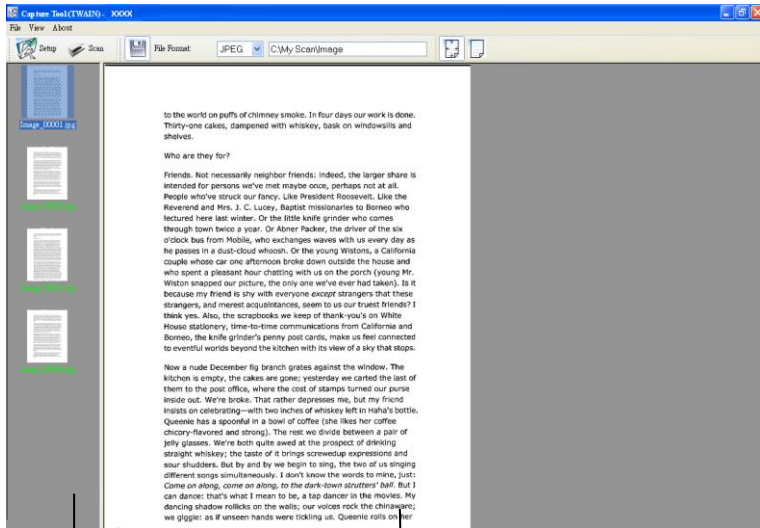 Capture Tool(TWAIN) - XXXX
File View About
Setup Scan File Format: JPEG C:\My Scan\Image
Image_00001.jpg
to the world on puffs of chimney smoke. In four days our work is done.
Thirty-one cakes, dampened with whiskey, bask on windowsills and
shelves.
Who are they for?
Friends. Not necessarily neighbor friends: indeed, the larger share is
intended for persons we've met maybe once, perhaps not at all.
People who've struck our fancy. Like President Roosevelt. Like the
Reverend and Mrs. J. C. Lucey, Baptist missionaries to Borneo who
lectured here last winter. Or the little knife grinder who comes
through town twice a year. Or Abner Packer, the driver of the six
o'clock bus from Mobile, who exchanges waves with us every day as
he passes in a dust-cloud whoosh. Or the young Wistons, a California
couple whose car one afternoon broke down outside the house and
who spent a pleasant hour chatting with us on the porch (young Mr.
Wiston snapped our picture, the only one we've ever had taken). Is it
because my friend is shy with everyone except strangers that these
strangers, and merest acquaintances, seem to us our truest friends? I
think yes. Also, the scrapbooks we keep of thank-you's on White
House stationery, time-to-time communications from California and
Borneo, the knife grinder's penny post cards, make us feel connected
to eventful worlds beyond the kitchen with its view of a sky that stops.
Now a nude December fig branch grates against the window. The
kitchen is empty, the cakes are gone; yesterday we carted the last of
them to the post office, where the cost of stamps turned our purse
inside out. We're broke. That rather depresses me, but my friend
insists on celebrating—with two inches of whiskey left in Haha's bottle.
Queenie has a spoonful in a bowl of coffee (she likes her coffee
chicory-flavored and strong). The rest we divide between a pair of
jelly glasses. We're both quite awed at the prospect of drinking
straight whiskey; the taste of it brings screwedup expressions and
sour shudders. But by and by we begin to sing, the two of us singing
different songs simultaneously. I don't know the words to mine, just:
Come on along, come on along, to the dark-town strutters' ball. But I
can dance: that's what I mean to be, a tap dancer in the movies. My
dancing shadow rollicks on the walls; our voices rock the chinaware;
we giggle: as if unseen hands were tickling us. Queenie rolls on her